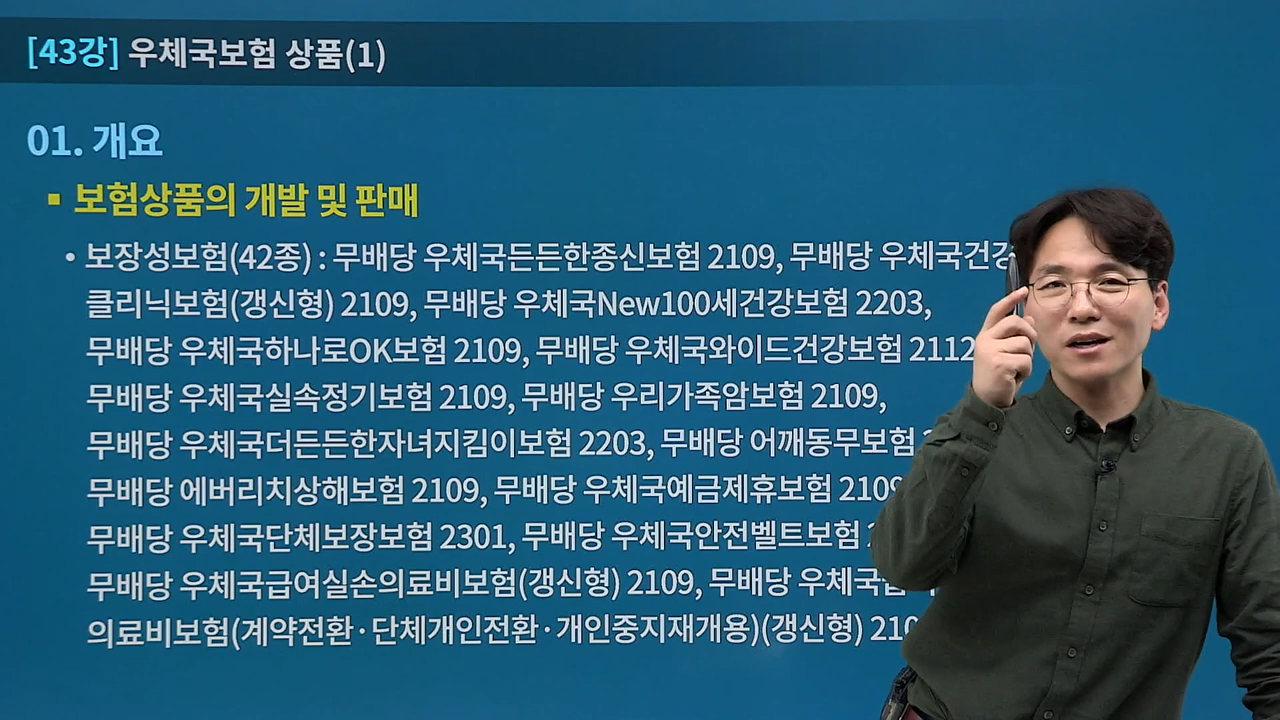 [43강] 우체국보험 상품(1)
01. 개요
▪ 보험상품의 개발 및 판매
• 보장성보험(42종) : 무배당 우체국든든한종신보험 2109, 무배당 우체국건강
클리닉보험(갱신형) 2109, 무배당 우체국New100세건강보험 2203,
무배당 우체국하나로OK보험 2109, 무배당 우체국와이드건강보험 2112
무배당 우체국실속정기보험 2109, 무배당 우리가족암보험 2109,
무배당 우체국더든든한자녀지킴이보험 2203, 무배당 어깨동무보험
무배당 에버리치상해보험 2109, 무배당 우체국예금제휴보험 2109
무배당 우체국단체보장보험 2301, 무배당 우체국안전벨트보험
무배당 우체국급여실손의료비보험(갱신형) 2109, 무배당
의료비보험(계약전환·단체개인전환·개인중지재개용)(갱신형)